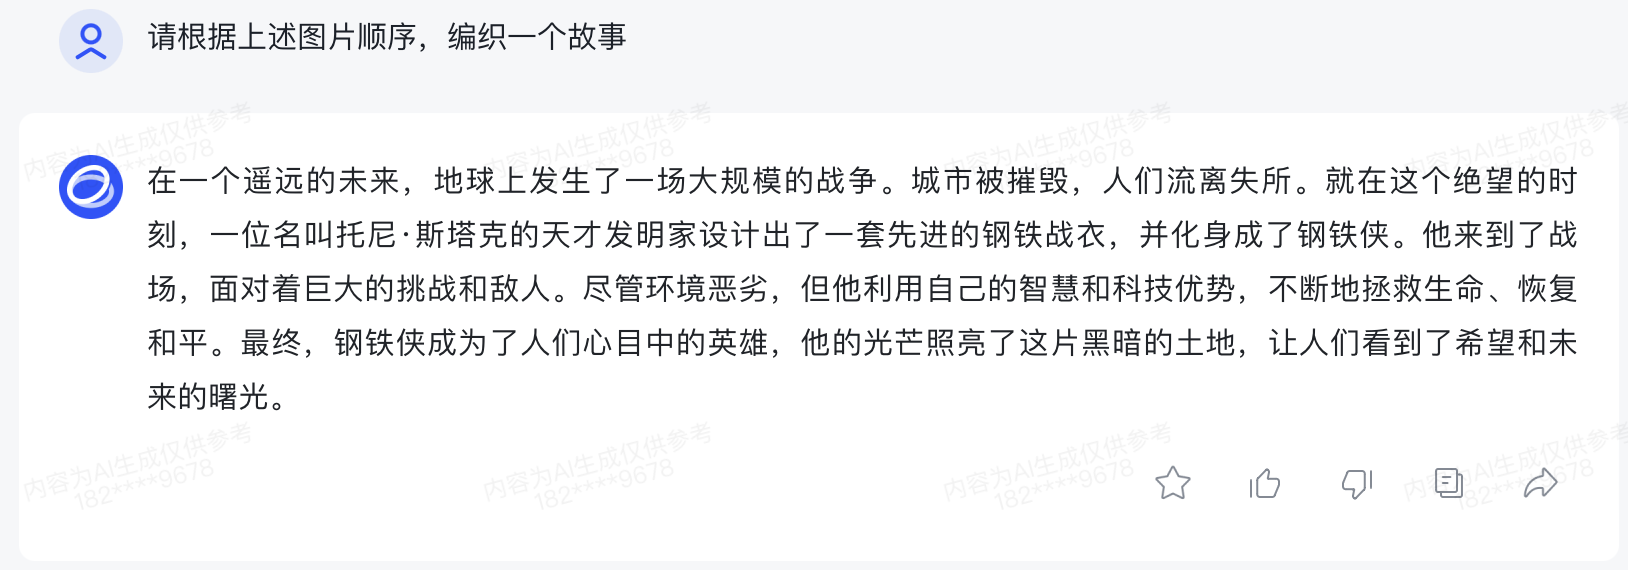 请根据上述图片顺序，编织一个故事
在一个遥远的未来，地球上发生了一场大规模的战争。城市被摧毁，人们流离失所。就在这个绝望的时
刻，一位名叫托尼·斯塔克的天才发明家设计出了一套先进的钢铁战衣，并化身成了钢铁侠。他来到了战
场，面对着巨大的挑战和敌人。尽管环境恶劣，但他利用自己的智慧和科技优势，不断地拯救生命、恢复
和平。最终，钢铁侠成为了人们心目中的英雄，他的光芒照亮了这片黑暗的土地，让人们看到了希望和未
来的曙光。
内容为AI生成仅供参考
****9678
内容为AI生成仅供参考
****9678
内容为AI生成仅供参考
****9678
内容为AI生成仅供参考
9678
内容为AI生成仅供参考
182****9678
内容为AI生成仅供参考
182****9678
内容为AI生成仅供参考
182****9678
内容为AI生成仅供参考
182****9678